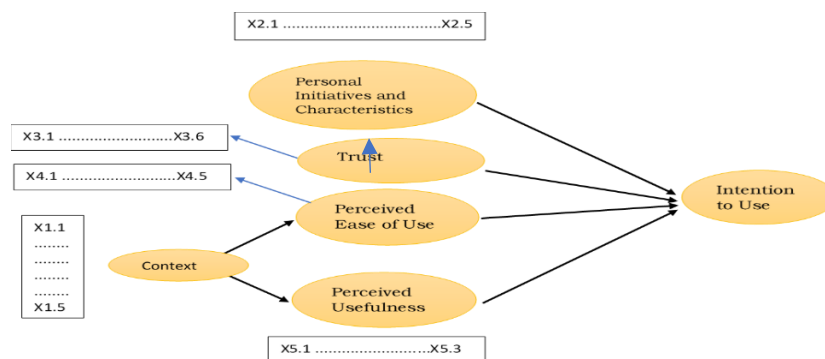 X2.1 ......................................X2.5
Personal
Initiatives and
Characteristics
X3.1 ...........................X3.6
Trust
X4.1 ............................X4.5
Perceived
Ease of Use
Intention
to Use
X1.1
........
........
........
........
X1.5
Context
Perceived
Usefulness
X5.1 ...........................X5.3